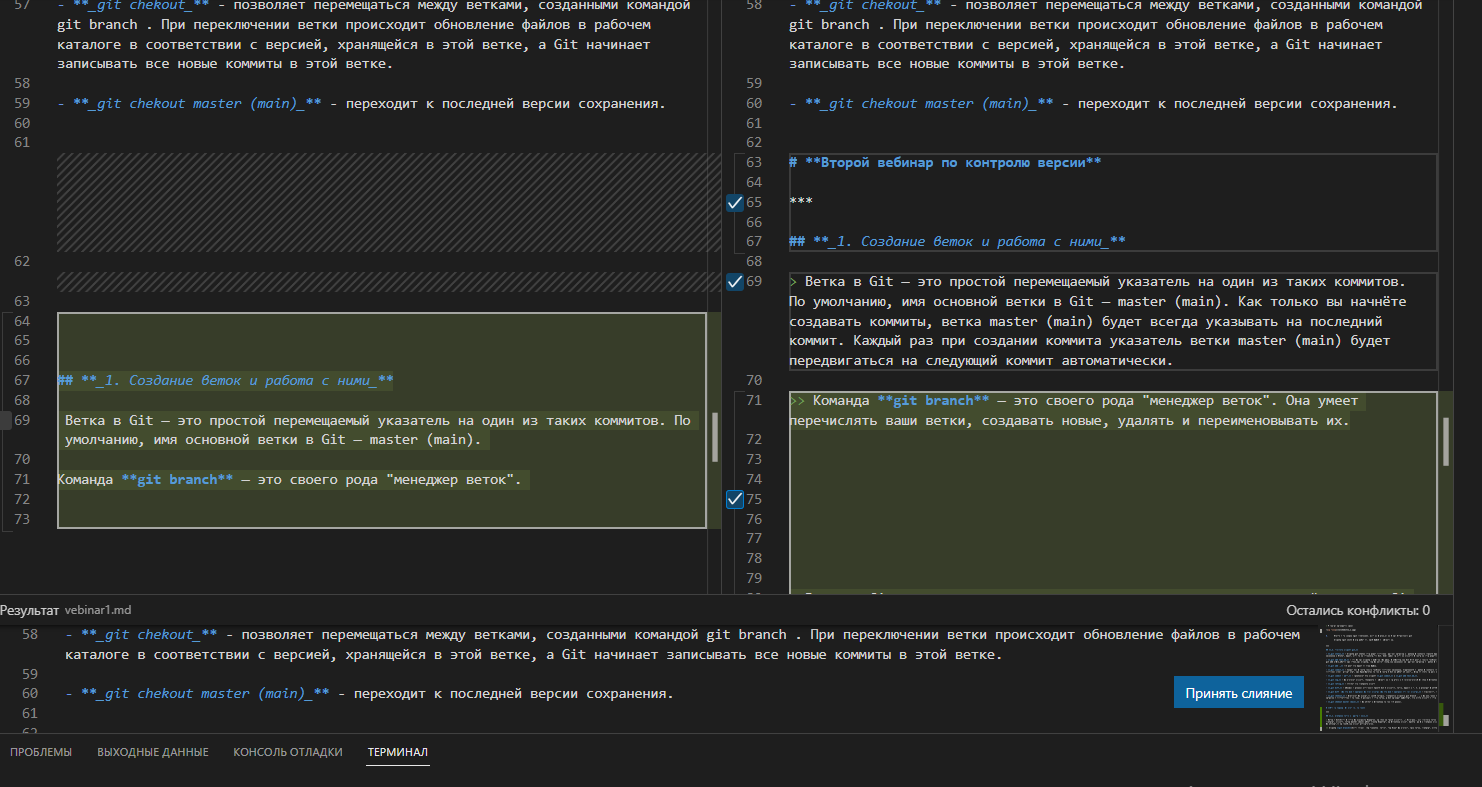 57 - **_git chekout_** - позволяет перемещаться между ветками, созданными командой
git branch . При переключении ветки происходит обновление файлов в рабочем
каталоге в соответствии с версией, хранящейся в этой ветке, а Git начинает
записывать все новые коммиты в этой ветке.
58
59 - **_git chekout master (main)_** - переходит к последней версии сохранения.
60
61
62
63
64
65
66
67 ## **_1. Создание веток и работа с ними_**
68
69 Ветка в Git — это простой перемещаемый указатель на один из таких коммитов. По
умолчанию, имя основной ветки в Git — master (main).
70
71 Команда **git branch** — это своего рода "менеджер веток".
72
73
58 - **_git chekout_** - позволяет перемещаться между ветками, созданными командой
git branch . При переключении ветки происходит обновление файлов в рабочем
каталоге в соответствии с версией, хранящейся в этой ветке, а Git начинает
записывать все новые коммиты в этой ветке.
59
60 - **_git chekout master (main)_** - переходит к последней версии сохранения.
61
62
63 # **Второй вебинар по контролю версии**
64
65 ***
66
67 ## **_1. Создание веток и работа с ними_**
68
69 > Ветка в Git — это простой перемещаемый указатель на один из таких коммитов.
По умолчанию, имя основной ветки в Git — master (main). Как только вы начнёте
создавать коммиты, ветка master (main) будет всегда указывать на последний
коммит. Каждый раз при создании коммита указатель ветки master (main) будет
передвигаться на следующий коммит автоматически.
70
71 >> Команда **git branch** — это своего рода "менеджер веток". Она умеет
перечислять ваши ветки, создавать новые, удалять и переименовывать их.
72
73
74
75
76
77
78
79
Результат vebinar1.md
Остались конфликты: 0
58 - **_git chekout_** - позволяет перемещаться между ветками, созданными командой git branch . При переключении ветки происходит обновление файлов в рабочем
каталоге в соответствии с версией, хранящейся в этой ветке, а Git начинает записывать все новые коммиты в этой ветке.
59
60 - **_git chekout master (main)_** - переходит к последней версии сохранения.
61
62
Принять слияние
ПРОБЛЕМЫ ВЫХОДНЫЕ ДАННЫЕ КОНСОЛЬ ОТЛАДКИ ТЕРМИНАЛ